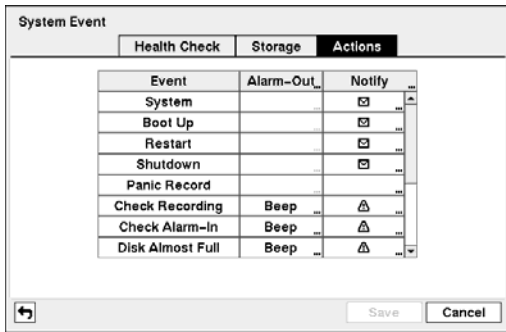 System Event
Health Check Storage Actions
Event Alarm-Out... Notify ...
System ... ...
Boot Up ... ...
Restart ... ...
Shutdown ... ...
Panic Record ... ...
Check Recording Beep ... ...
Check Alarm-In Beep ... ...
Disk Almost Full Beep ... ...
Save Cancel